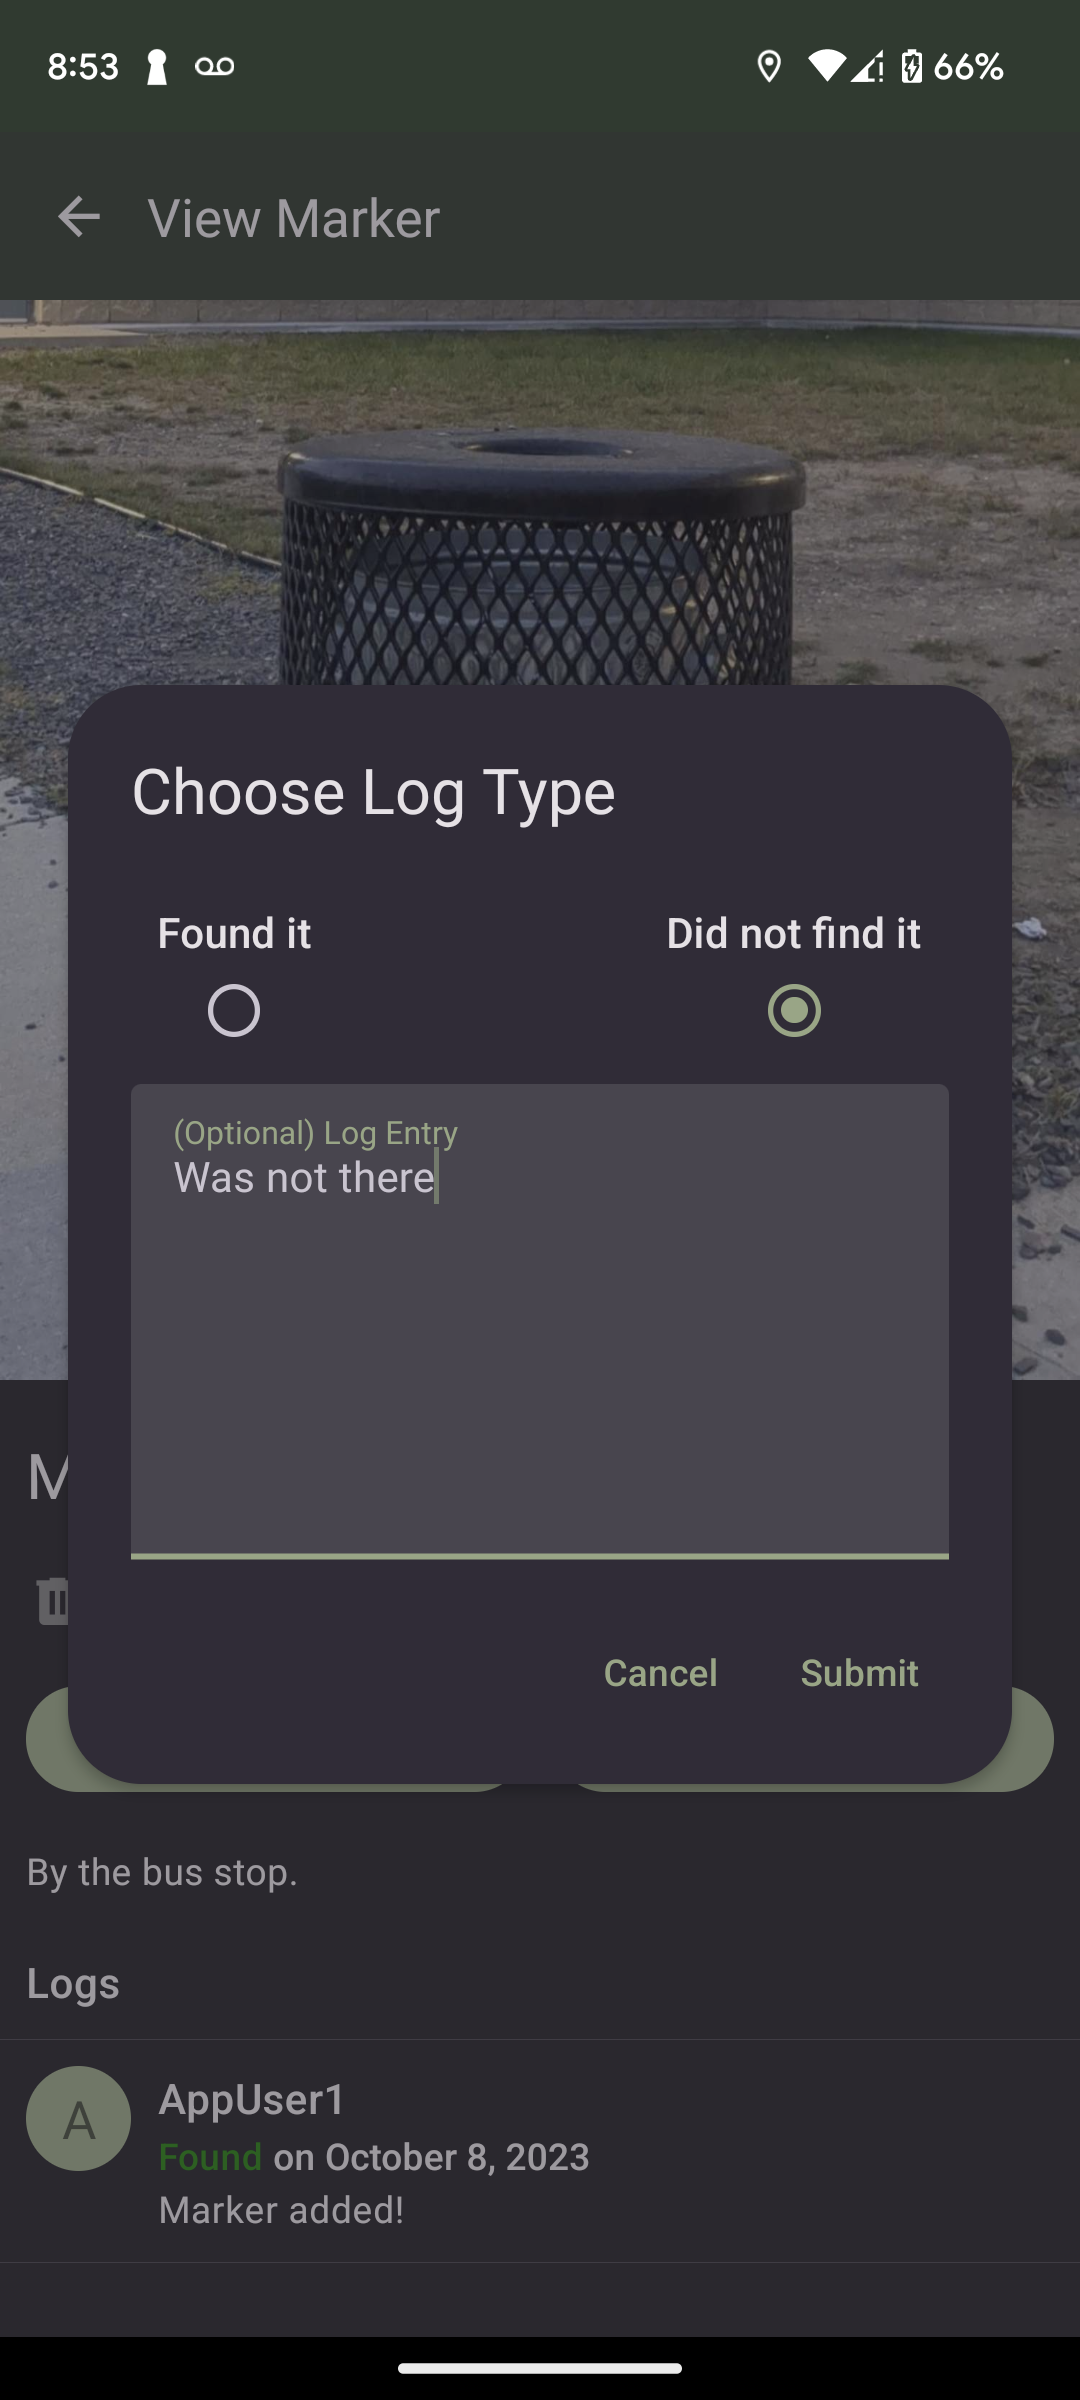 8:53
66%
View Marker
Choose Log Type
Found it
Did not find it
(Optional) Log Entry
Was not there
M
Cancel
Submit
By the bus stop.
Logs
A
AppUser1
Found on October 8, 2023
Marker added!